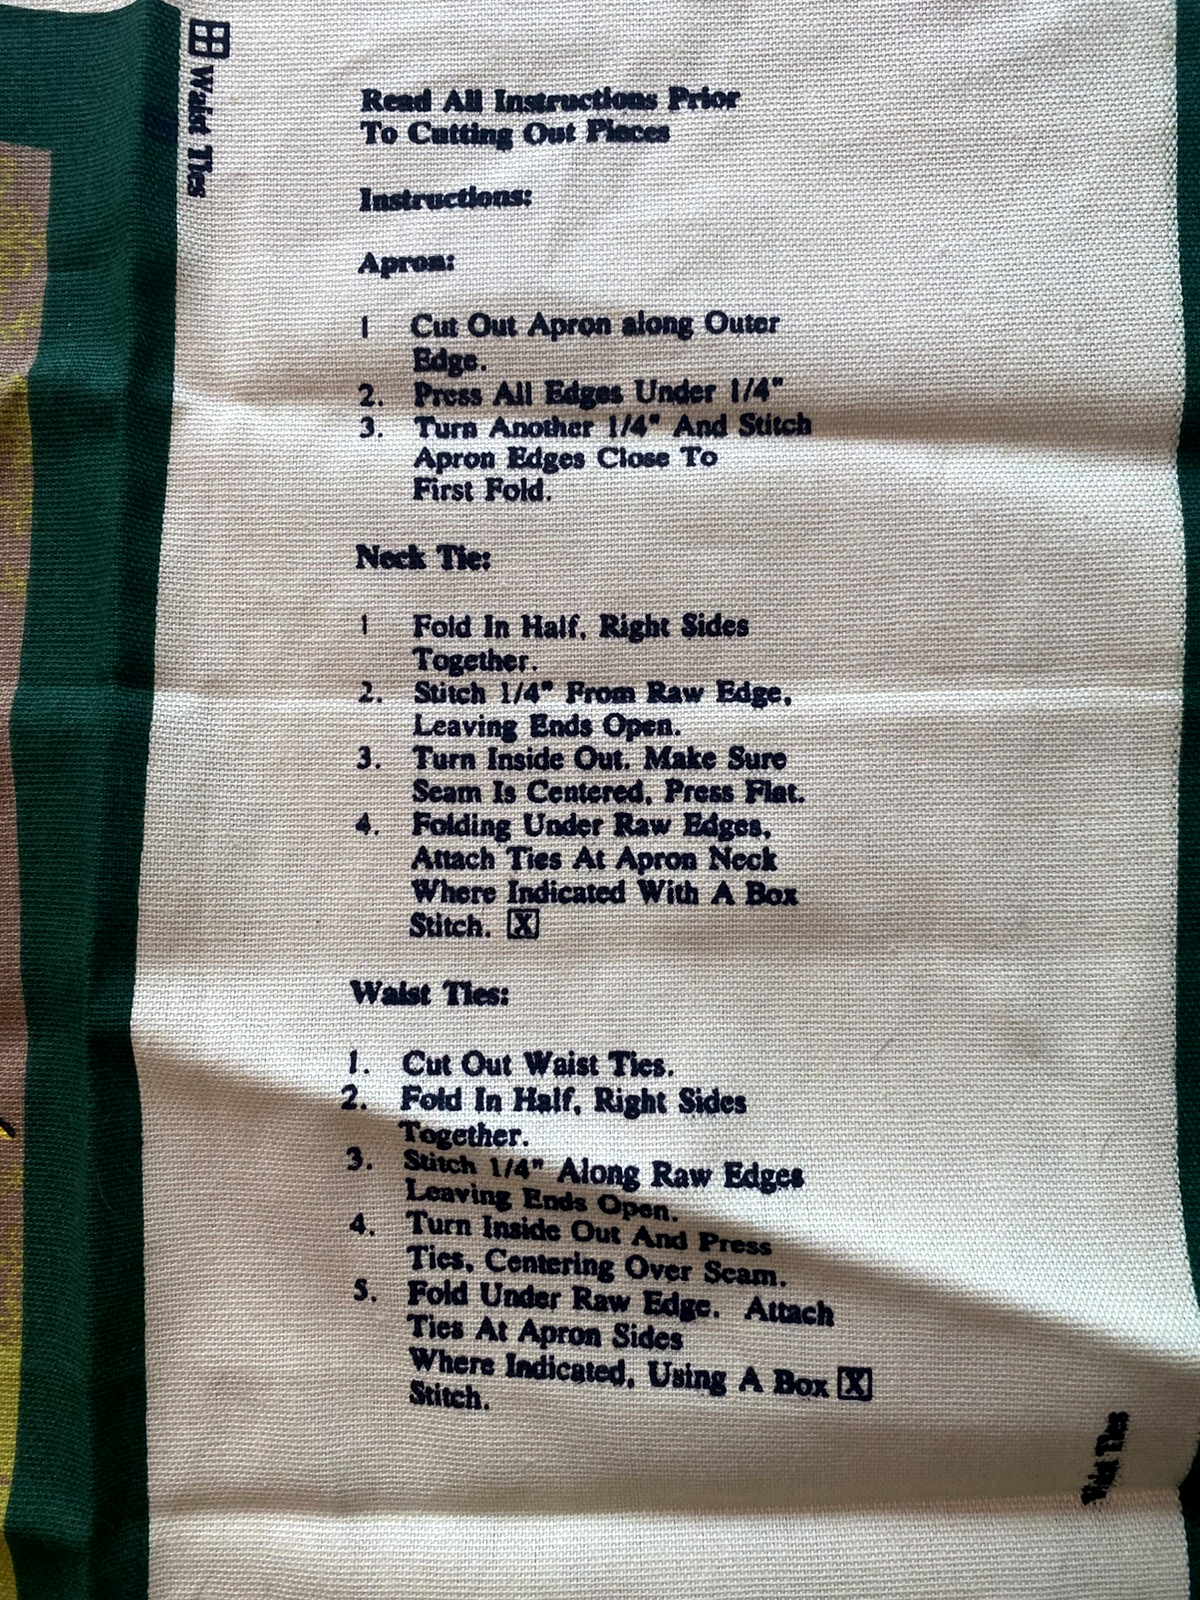 Waist Ties
Read All Instructions Prior
To Cutting Out Pieces
Instructions:
Apron:
1 Cut Out Apron along Outer
Edge.
2. Press All Edges Under 1/4"
3. Turn Another 1/4" And Stitch
Apron Edges Close To
First Fold.
Neck Tie:
1 Fold In Half, Right Sides
Together.
2. Stitch 1/4" From Raw Edge,
Leaving Ends Open.
3. Turn Inside Out. Make Sure
Seam Is Centered, Press Flat.
4. Folding Under Raw Edges,
Attach Ties At Apron Neck
Where Indicated With A Box
Stitch. X
Waist Ties:
1. Cut Out Waist Ties.
2. Fold In Half, Right Sides
Together.
3. Stitch 1/4" Along Raw Edges
Leaving Ends Open.
4. Turn Inside Out And Press
Ties, Centering Over Seam.
5. Fold Under Raw Edge. Attach
Ties At Apron Sides
Where Indicated, Using A Box X
Stitch.
Waist Ties